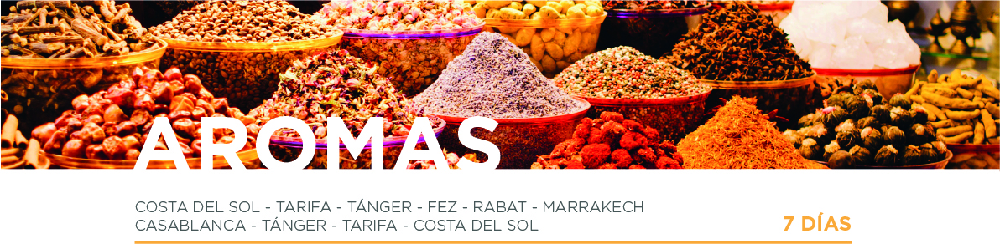 AROMAS
COSTA DEL SOL - TARIFA - TÁNGER - FEZ - RABAT - MARRAKECH
CASABLANCA - TÁNGER - TARIFA - COSTA DEL SOL
7 DÍAS